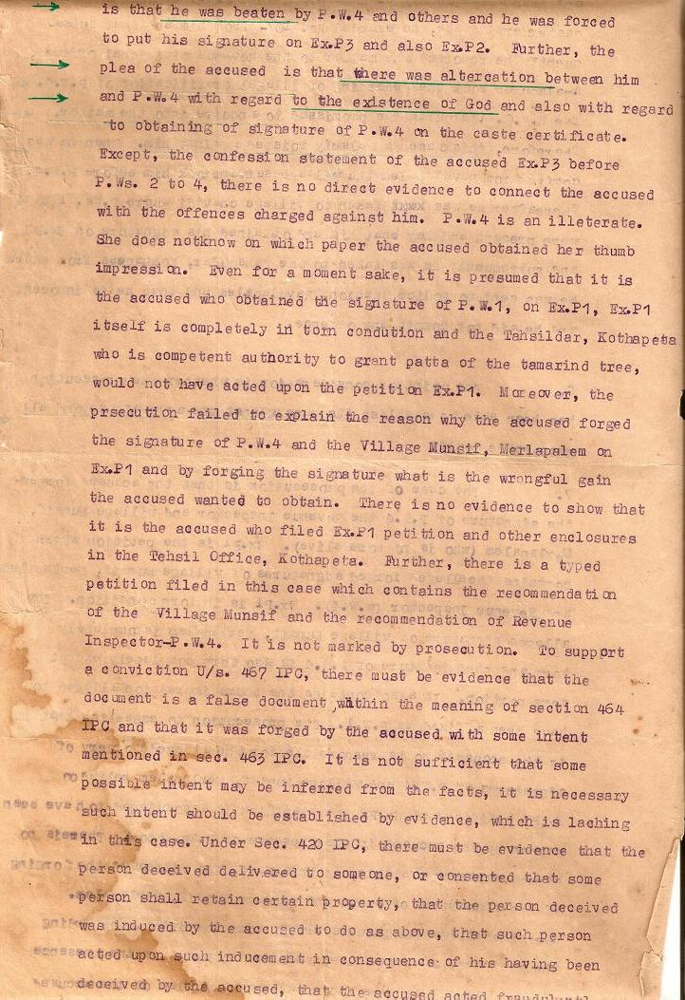 is that he was beaten by P.W.4 and others and he was forced
to put his signature on Ex.P3 and also Ex.P2. Further, the
plea of the accused is that there was altercation between him
and P.W.4 with regard to the existence of God and also with regard
to obtaining of signature of P.W.4 on the caste certificate.
Except, the confession statement of the accused Ex.P3 before
P.Ws. 2 to 4, there is no direct evidence to connect the accused
with the offences charged against him. P.W.4 is an illeterate.
She does notknow on which paper the accused obtained her thumb
impression. Even for a moment sake, it is presumed that it is
the accused who obtained the signature of P.W.1, on Ex.P1, Ex.P1
itself is completely in torn condution and the Tahsildar, Kothapeta
who is competent authority to grant patta of the tamarind tree,
would not have acted upon the petition Ex.P1. Moreover, the
prsecution failed to explain the reason why the accused forged
the signature of P.W.4 and the Village Munsif, Merlapalem on
Ex.P1 and by forging the signature what is the wrongful gain
the accused wanted to obtain. There is no evidence to show that
it is the accused who filed Ex.P1 petition and other enclosures
in the Tehsil Office, Kothapeta. Further, there is a typed
petition filed in this case which contains the recommendation
of the Village Munsif and the recommendation of Revenue
Inspector-P.W.4. It is not marked by prosecution. To support
a conviction U/s. 467 IPC, there must be evidence that the
document is a false document within the meaning of section 464
IPC and that it was forged by the accused with some intent
mentioned in sec. 463 IPC. It is not sufficient that some
possible intent may be inferred from the facts, it is necessary
such intent should be established by evidence, which is laching
in this case. Under Sec. 420 IPC, there must be evidence that the
person deceived delivered to someone, or consented that some
person shall retain certain property, that the person deceived
was induced by the accused to do as above, that such person
acted upon such inducement in consequence of his having been
deceived by the accused, that the accused acted